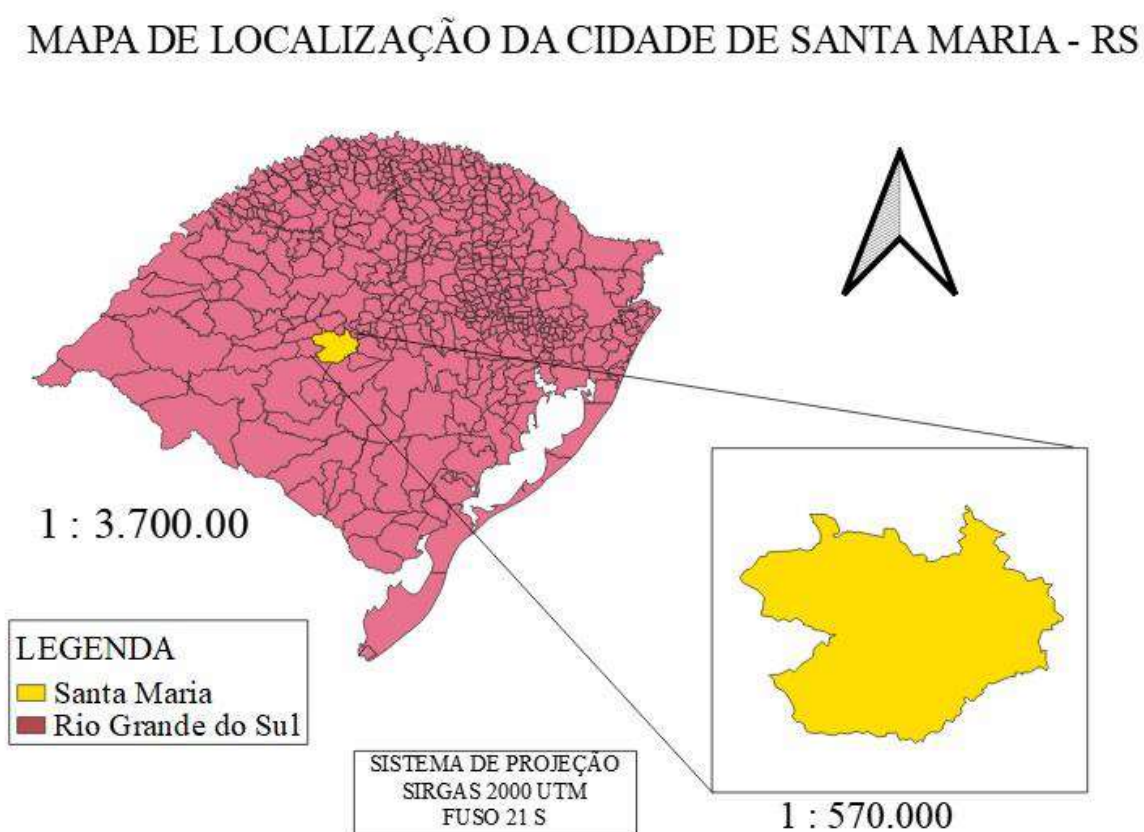 MAPA DE LOCALIZAÇÃO DA CIDADE DE SANTA MARIA - RS
1 : 3.700.00
LEGENDA
Santa Maria
Rio Grande do Sul
SISTEMA DE PROJEÇÃO
SIRGAS 2000 UTM
FUSO 21 S
1 : 570.000